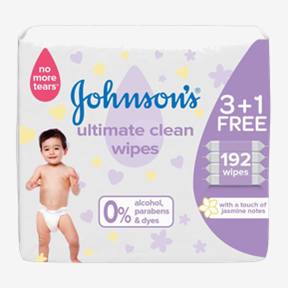 no
more
tears®
Johnson's®
ultimate clean
wipes
3+1
FREE
192
wipes
0% alcohol,
parabens
& dyes
with a touch of
jasmine notes